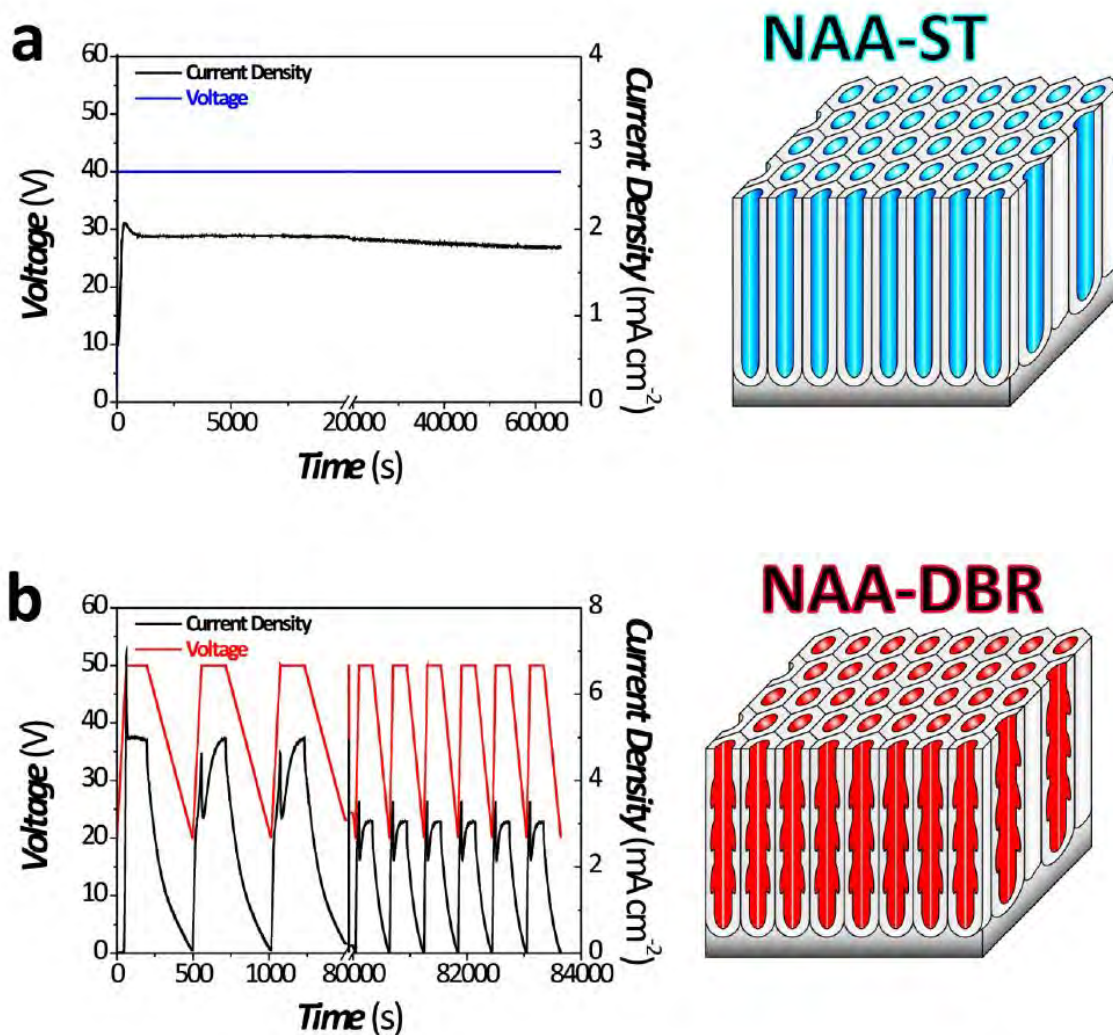 a
NAA-ST
60
50
40
30
20
10
0
Voltage (V)
Current Density
Voltage
4
3
2
1
0
Current Density (mA cm-2)
0 5000 20000 40000 60000
Time (s)
b
NAA-DBR
60
50
40
30
20
10
0
Voltage (V)
Current Density
Voltage
8
6
4
2
0
Current Density (mA cm-2)
0 500 1000 80000 82000 84000
Time (s)